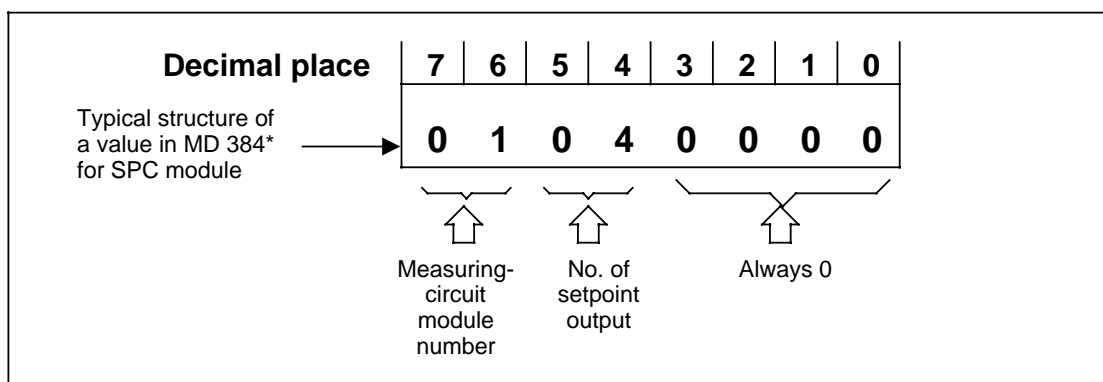 Decimal place 7 6 5 4 3 2 1 0
Typical structure of
a value in MD 384*
for SPC module
0 1 0 4 0 0 0 0
Measuring-
circuit
module
number
No. of
setpoint
output
Always 0